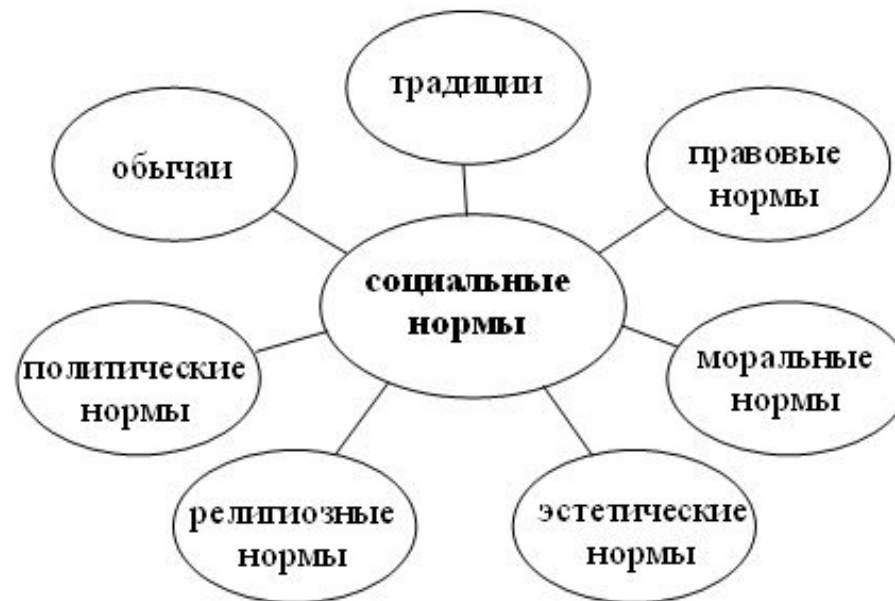 традиции
обычаи
правовые
нормы
социальные
нормы
политические
нормы
моральные
нормы
религиозные
нормы
эстетические
нормы